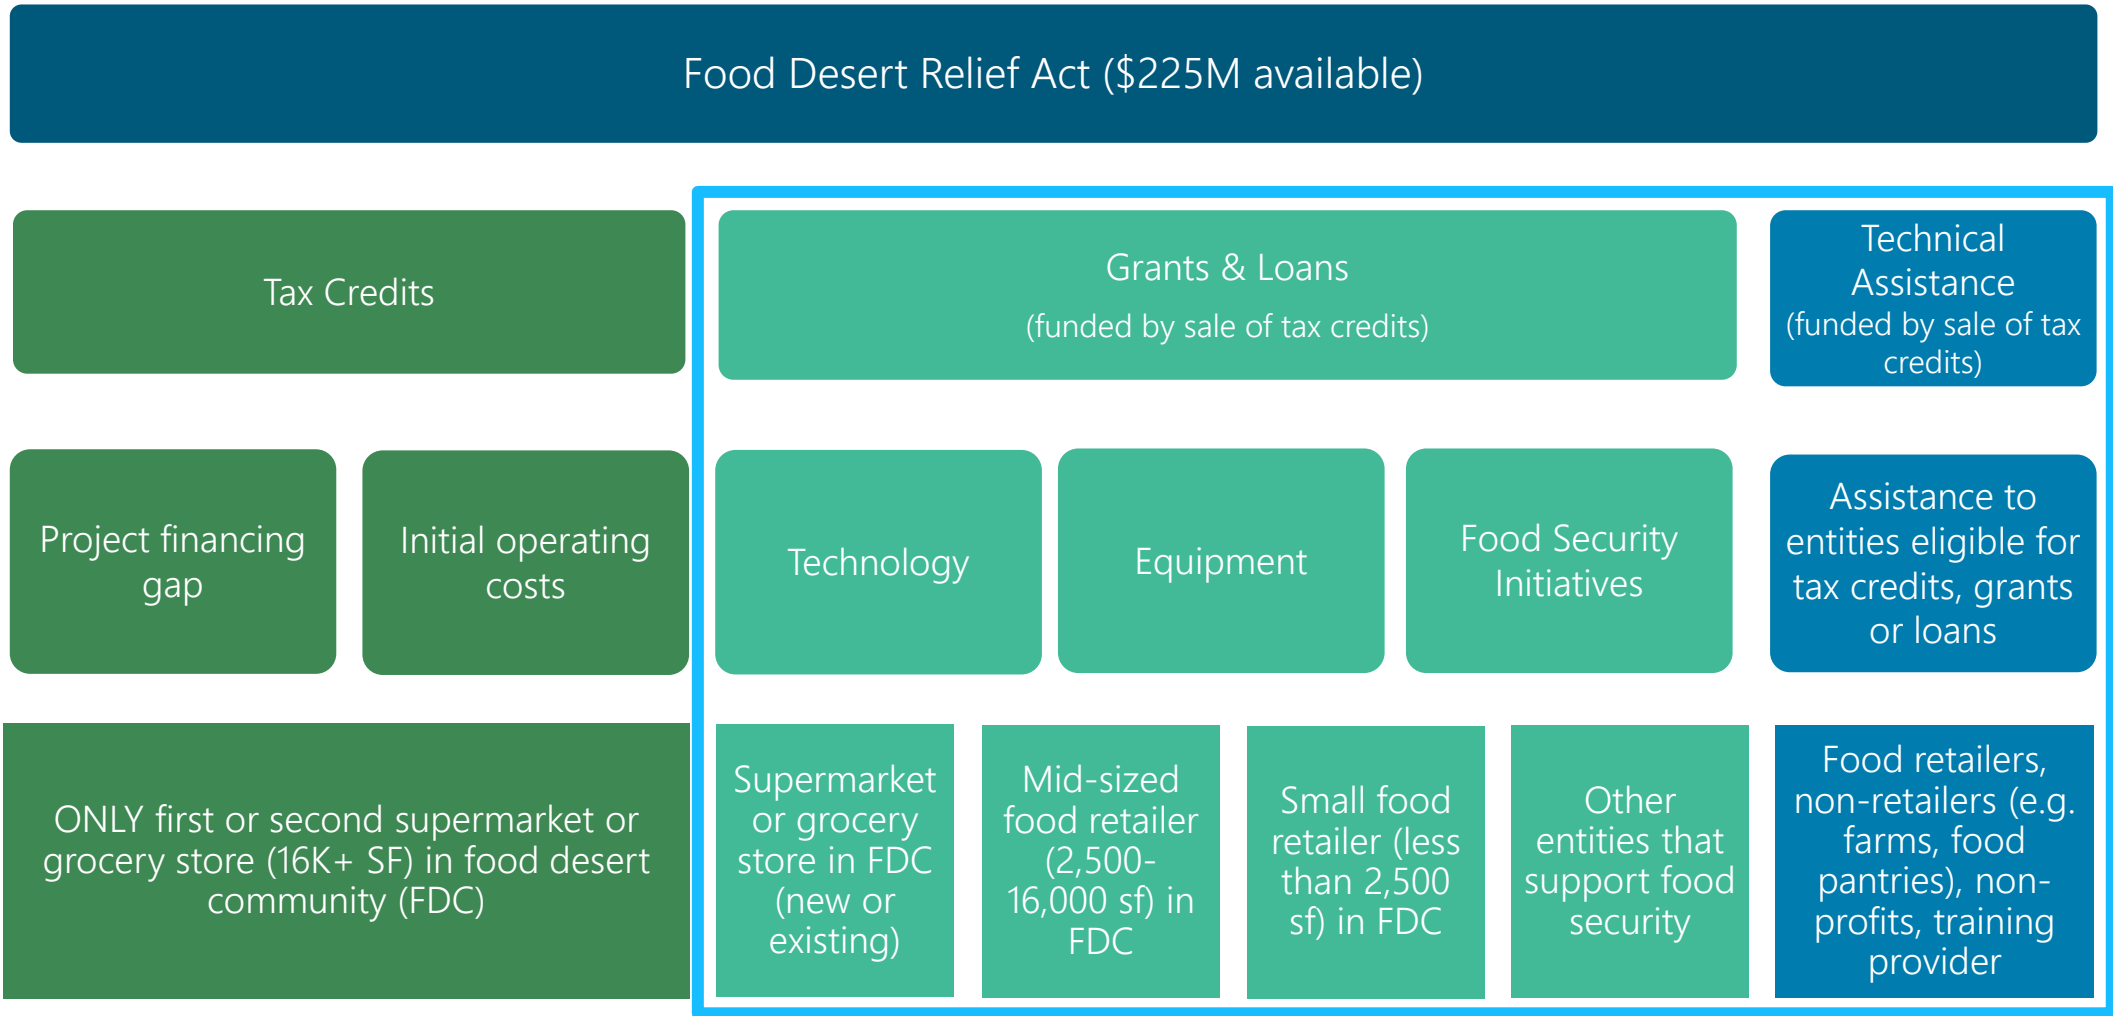 Food Desert Relief Act ($225M available)
Tax Credits
Grants & Loans
(funded by sale of tax credits)
Technical
Assistance
(funded by sale of tax
credits)
Project financing
gap
Initial operating
costs
Technology
Equipment
Food Security
Initiatives
Assistance to
entities eligible for
tax credits, grants
or loans
ONLY first or second supermarket or
grocery store (16K+ SF) in food desert
community (FDC)
Supermarket
or grocery
store in FDC
(new or
existing)
Mid-sized
food retailer
(2,500-
16,000 sf) in
FDC
Small food
retailer (less
than 2,500
sf) in FDC
Other
entities that
support food
security
Food retailers,
non-retailers (e.g.
farms, food
pantries), non-
profits, training
provider